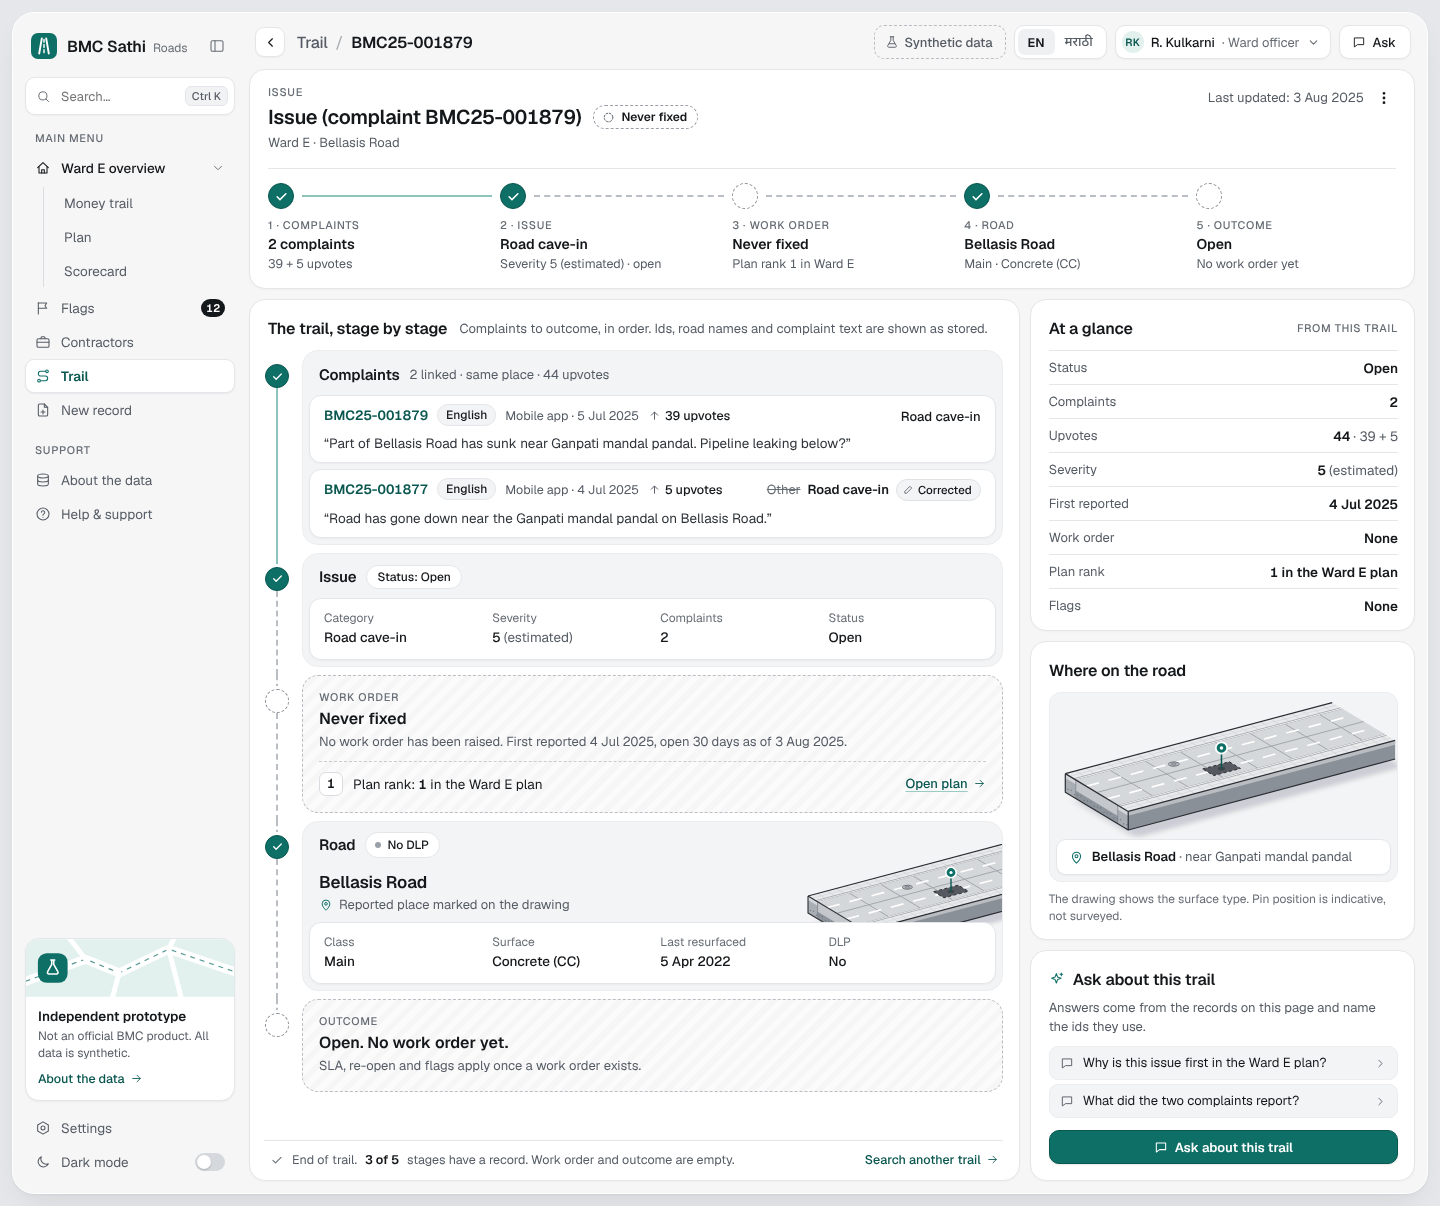 BMC Sathi Roads
Search...
Ctrl K
MAIN MENU
Ward E overview
Money trail
Plan
Scorecard
Flags
12
Contractors
Trail
New record
SUPPORT
About the data
Help & support
Independent prototype
Not an official BMC product. All
data is synthetic.
About the data →
Settings
Dark mode
Trail / BMC25-001879
Synthetic data
EN मराठी
RK R. Kulkarni · Ward officer
Ask
ISSUE
Issue (complaint BMC25-001879) Never fixed
Ward E · Bellasis Road
Last updated: 3 Aug 2025
1 · COMPLAINTS
2 complaints
39 + 5 upvotes
2 · ISSUE
Road cave-in
Severity 5 (estimated) · open
3 · WORK ORDER
Never fixed
Plan rank 1 in Ward E
4 · ROAD
Bellasis Road
Main · Concrete (CC)
5 · OUTCOME
Open
No work order yet
The trail, stage by stage Complaints to outcome, in order. Ids, road names and complaint text are shown as stored.
Complaints 2 linked · same place · 44 upvotes
BMC25-001879 English Mobile app · 5 Jul 2025 ↑ 39 upvotes Road cave-in
“Part of Bellasis Road has sunk near Ganpati mandal pandal. Pipeline leaking below?”
BMC25-001877 English Mobile app · 4 Jul 2025 ↑ 5 upvotes Other Road cave-in Corrected
“Road has gone down near the Ganpati mandal pandal on Bellasis Road.”
Issue Status: Open
Category
Road cave-in
Severity
5 (estimated)
Complaints
2
Status
Open
WORK ORDER
Never fixed
No work order has been raised. First reported 4 Jul 2025, open 30 days as of 3 Aug 2025.
1 Plan rank: 1 in the Ward E plan
Open plan →
Road No DLP
Bellasis Road
Reported place marked on the drawing
Class
Main
Surface
Concrete (CC)
Last resurfaced
5 Apr 2022
DLP
No
OUTCOME
Open. No work order yet.
SLA, re-open and flags apply once a work order exists.
End of trail. 3 of 5 stages have a record. Work order and outcome are empty.
Search another trail →
At a glance FROM THIS TRAIL
Status Open
Complaints 2
Upvotes 44 · 39 + 5
Severity 5 (estimated)
First reported 4 Jul 2025
Work order None
Plan rank 1 in the Ward E plan
Flags None
Where on the road
Bellasis Road · near Ganpati mandal pandal
The drawing shows the surface type. Pin position is indicative,
not surveyed.
Ask about this trail
Answers come from the records on this page and name
the ids they use.
Why is this issue first in the Ward E plan?
What did the two complaints report?
Ask about this trail